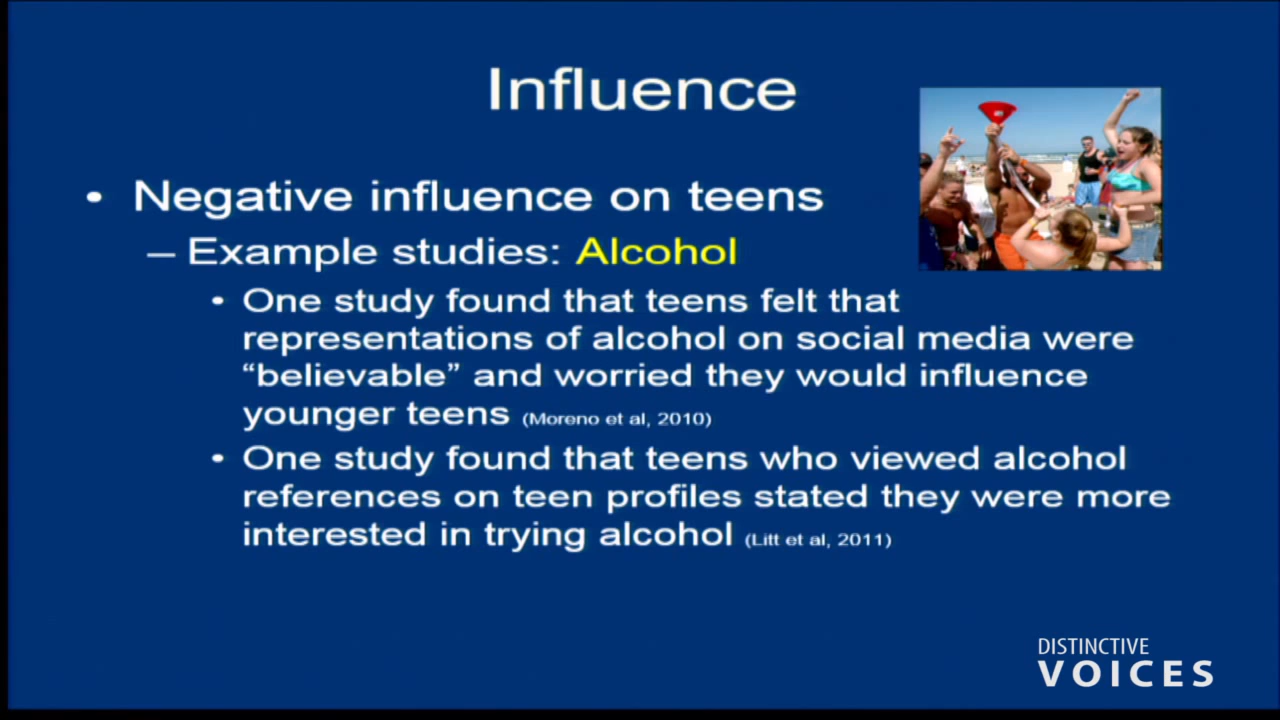 Influence
• Negative influence on teens
– Example studies: Alcohol
• One study found that teens felt that
representations of alcohol on social media were
“believable” and worried they would influence
younger teens (Moreno et al, 2010)
• One study found that teens who viewed alcohol
references on teen profiles stated they were more
interested in trying alcohol (Litt et al, 2011)
DISTINCTIVE
VOICES